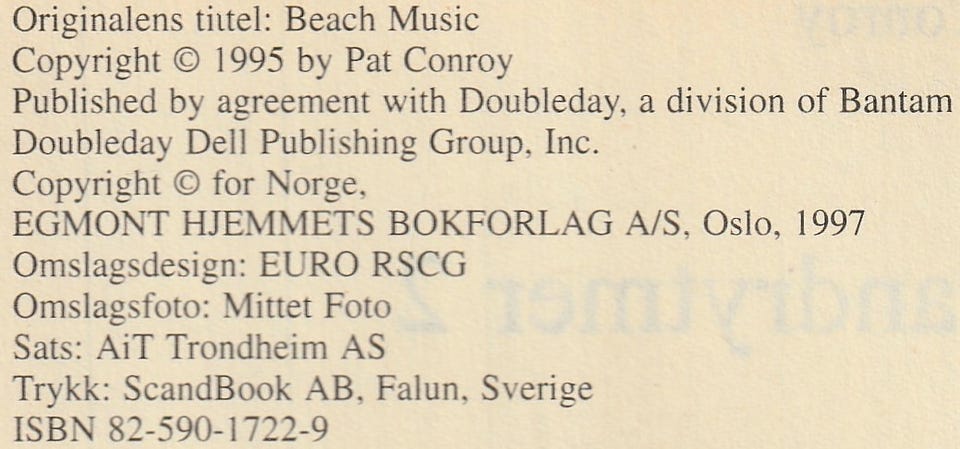 Originalens tittel: Beach Music
Copyright © 1995 by Pat Conroy
Published by agreement with Doubleday, a division of Bantam
Doubleday Dell Publishing Group, Inc.
Copyright © for Norge,
EGMONT HJEMMETS BOKFORLAG A/S, Oslo, 1997
Omslagsdesign: EURO RSCG
Omslagsfoto: Mittet Foto
Sats: AiT Trondheim AS
Trykk: ScandBook AB, Falun, Sverige
ISBN 82-590-1722-9